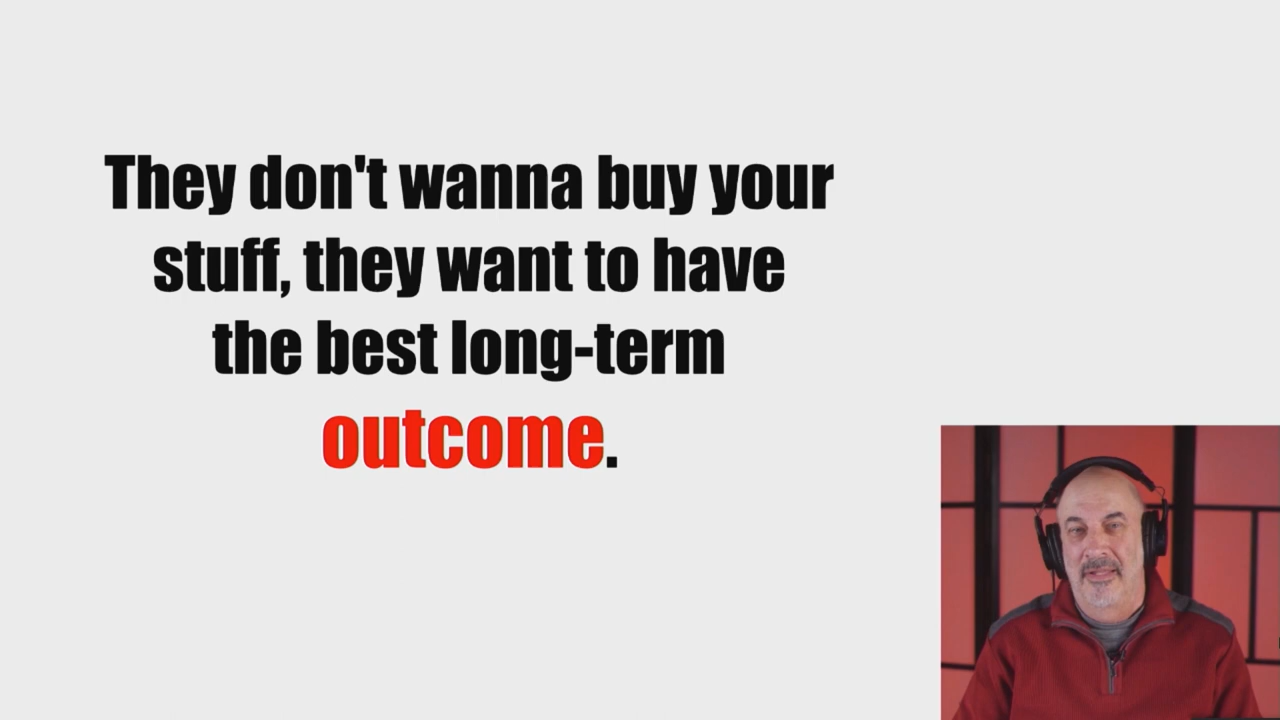 They don't wanna buy your
stuff, they want to have
the best long-term
outcome.